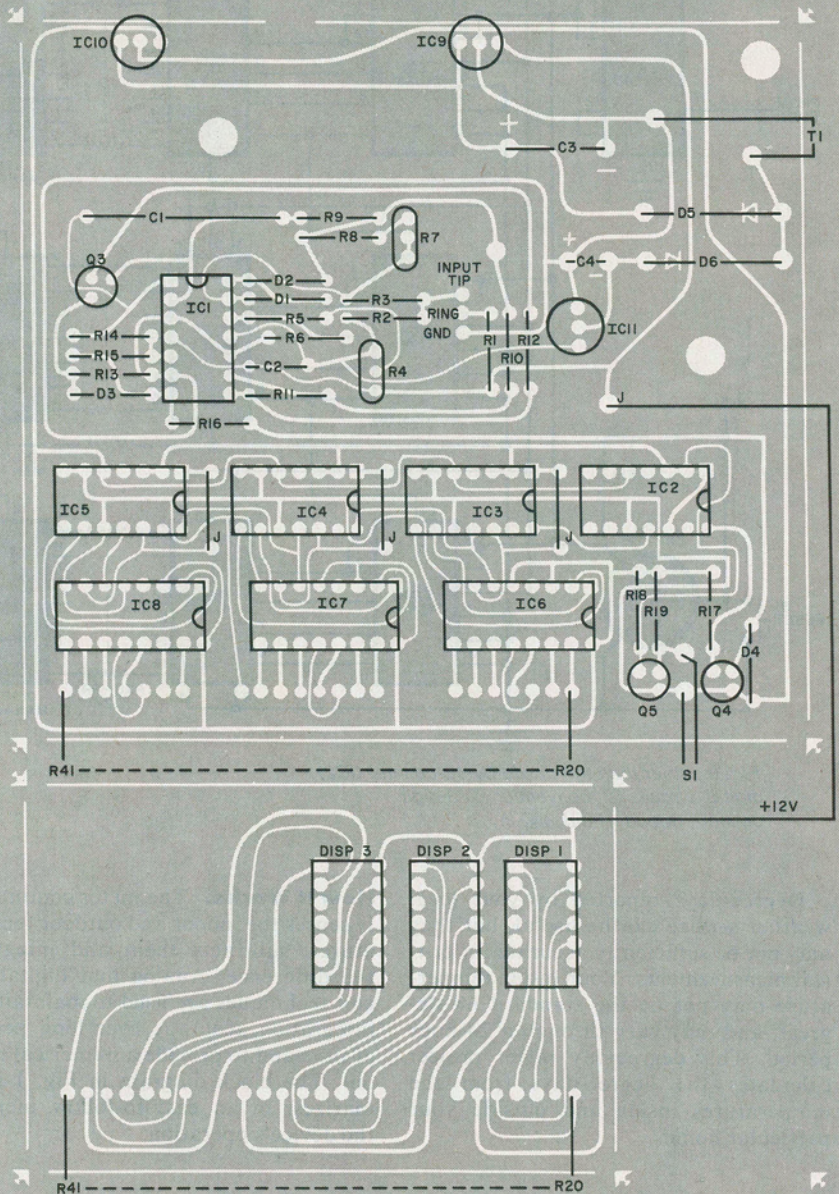 IC10
IC9
T1
+
C3
−
C1
R9
R8
R7
D5
Q3
+
C4
−
D6
INPUT
TIP
D2
IC1
D1
R3
RING
R5
R2
GND
R1
R12
IC11
R14
R6
R10
R15
C2
R4
R13
D3
R11
J
R16
IC5
IC4
IC3
IC2
J
J
J
IC8
IC7
IC6
R18
R19
R17
D4
Q5
Q4
R41
R20
S1
+12V
DISP 3
DISP 2
DISP 1
R41
R20